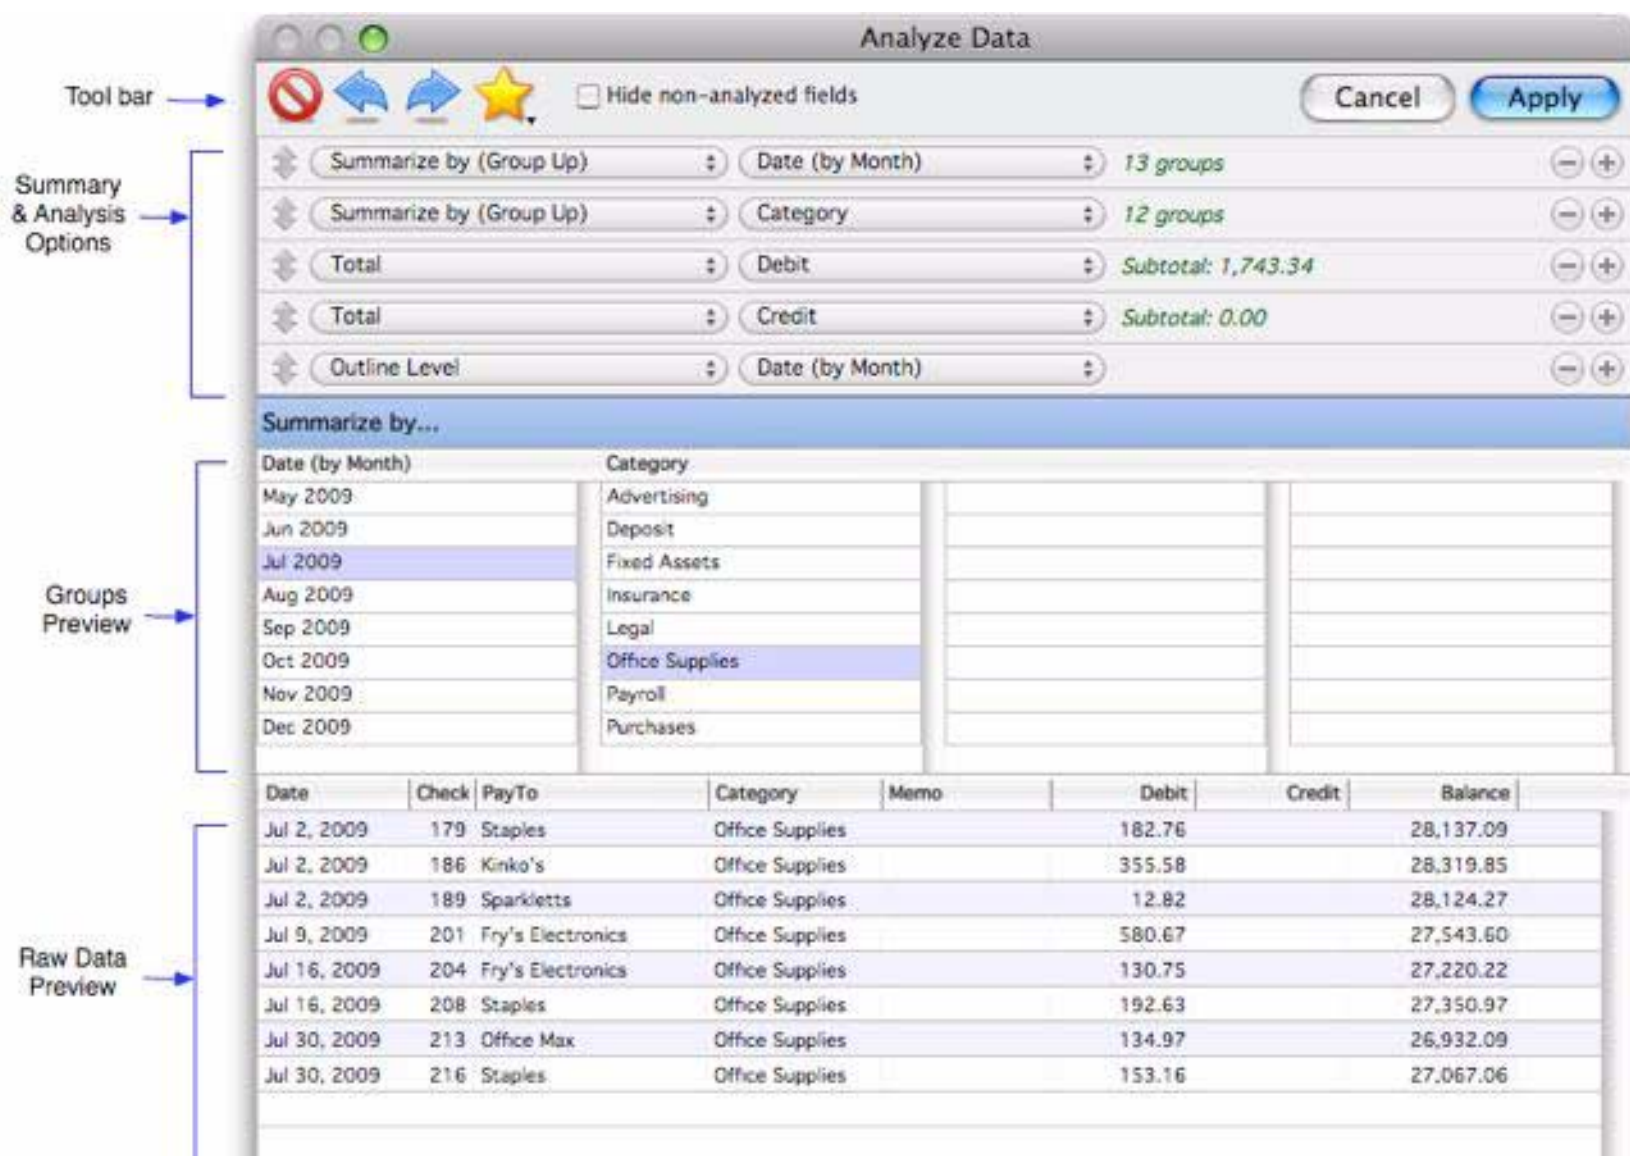 Analyze Data
Tool bar
Hide non-analyzed fields
Cancel
Apply
Summary
& Analysis
Options
Summarize by (Group Up) Date (by Month) 13 groups
Summarize by (Group Up) Category 12 groups
Total Debit Subtotal: 1,743.34
Total Credit Subtotal: 0.00
Outline Level Date (by Month)
Summarize by...
Groups
Preview
Date (by Month) Category
May 2009 Advertising
Jun 2009 Deposit
Jul 2009 Fixed Assets
Aug 2009 Insurance
Sep 2009 Legal
Oct 2009 Office Supplies
Nov 2009 Payroll
Dec 2009 Purchases
Raw Data
Preview
Date Check PayTo Category Memo Debit Credit Balance
Jul 2, 2009 179 Staples Office Supplies 182.76 28,137.09
Jul 2, 2009 186 Kinko's Office Supplies 355.58 28,319.85
Jul 2, 2009 189 Sparkletts Office Supplies 12.82 28,124.27
Jul 9, 2009 201 Fry's Electronics Office Supplies 580.67 27,543.60
Jul 16, 2009 204 Fry's Electronics Office Supplies 130.75 27,220.22
Jul 16, 2009 208 Staples Office Supplies 192.63 27,350.97
Jul 30, 2009 213 Office Max Office Supplies 134.97 26,932.09
Jul 30, 2009 216 Staples Office Supplies 153.16 27,067.06